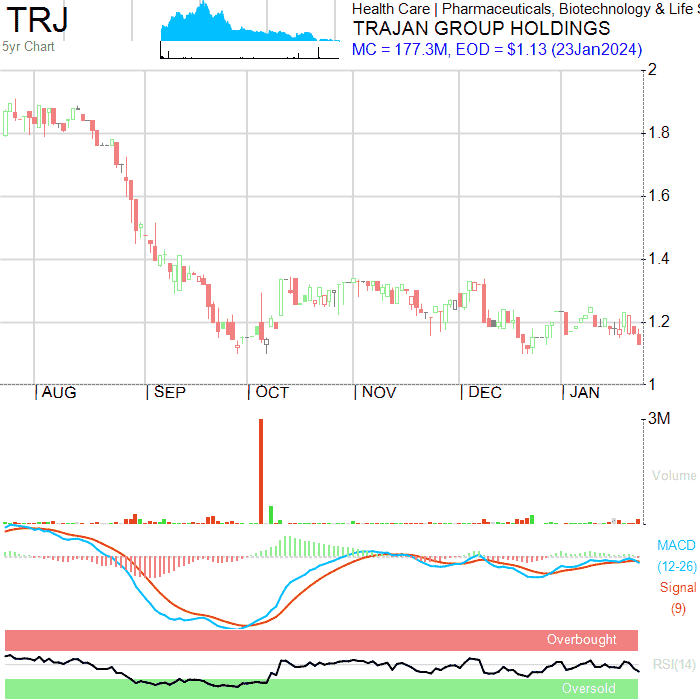 TRJ
5yr Chart
Health Care | Pharmaceuticals, Biotechnology & Life S
TRAJAN GROUP HOLDINGS
MC = 177.3M, EOD = $1.13 (23Jan2024)
2
1.8
1.6
1.4
1.2
1
AUG SEP OCT NOV DEC JAN
3M
Volume
MACD
(12-26)
Signal
(9)
Overbought
RSI(14)
Oversold